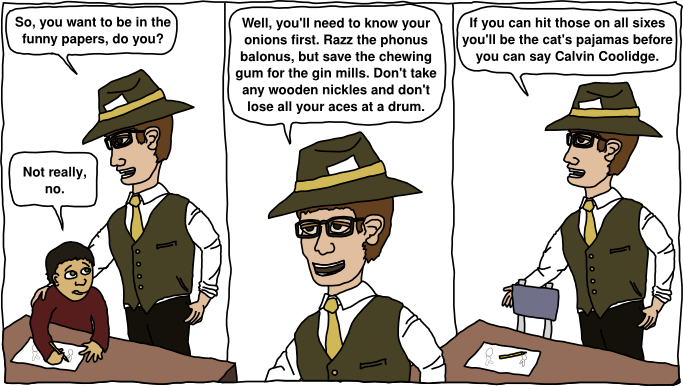 So, you want to be in the
funny papers, do you?
Not really,
no.
Well, you'll need to know your
onions first. Razz the phonus
balonus, but save the chewing
gum for the gin mills. Don't take
any wooden nickles and don't
lose all your aces at a drum.
If you can hit those on all sixes
you'll be the cat's pajamas before
you can say Calvin Coolidge.